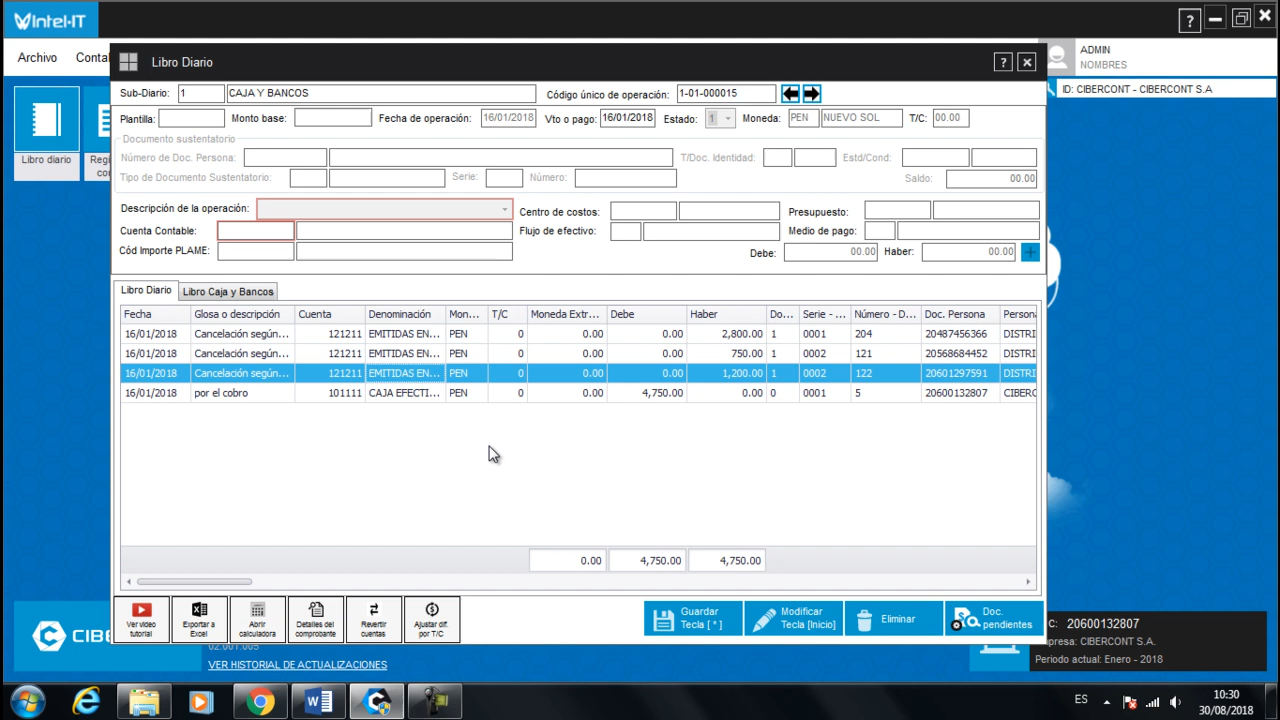 Intel-IT
?
Archivo
Conta
Libro Diario
?
ADMIN
NOMBRES
ID: CIBERCONT - CIBERCONT S.A
Libro diario
Sub-Diario: 1 CAJA Y BANCOS Código único de operación: 1-01-000015
Plantilla: Monto base: Fecha de operación: 16/01/2018 Vto o pago: 16/01/2018 Estado: 1 Moneda: PEN NUEVO SOL T/C: 00.00
Documento sustentatorio
Número de Doc. Persona: T/Doc. Identidad: Estd/Cond:
Tipo de Documento Sustentatorio: Serie: Número: Saldo: 00.00
Descripción de la operación: Centro de costos: Presupuesto:
Cuenta Contable: Flujo de efectivo: Medio de pago:
Cód Importe PLAME: Debe: 00.00 Haber: 00.00 +
Libro Diario Libro Caja y Bancos
Fecha Glosa o descripción Cuenta Denominación Mon... T/C Moneda Extr... Debe Haber Do... Serie - ... Número - D... Doc. Persona Persona
16/01/2018 Cancelación según... 121211 EMITIDAS EN... PEN 0 0.00 0.00 2,800.00 1 0001 204 20487456366 DISTRI
16/01/2018 Cancelación según... 121211 EMITIDAS EN... PEN 0 0.00 0.00 750.00 1 0002 121 20568684452 DISTRI
16/01/2018 Cancelación según... 121211 EMITIDAS EN... PEN 0 0.00 0.00 1,200.00 1 0002 122 20601297591 DISTRI
16/01/2018 por el cobro 101111 CAJA EFECTI... PEN 0 0.00 4,750.00 0.00 0 0001 5 20600132807 CIBERC
0.00 4,750.00 4,750.00
Ver video
tutorial
Exportar a
Excel
Abrir
calculadora
Detalles del
comprobante
Revertir
cuentas
Ajustar dif.
por T/C
Guardar
Tecla [ * ]
Modificar
Tecla [Inicio]
Eliminar
Doc.
pendientes
CIBE
02.001.005
VER HISTORIAL DE ACTUALIZACIONES
C: 20600132807
presa: CIBERCONT S.A.
Periodo actual: Enero - 2018
ES
10:30
30/08/2018